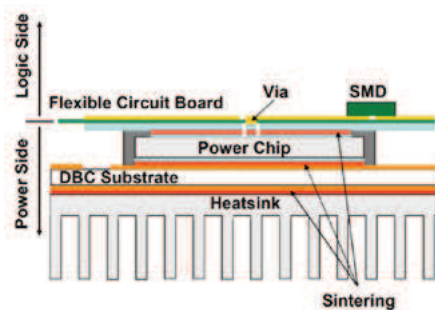 Logic Side
Power Side
Via
SMD
Flexible Circuit Board
Power Chip
DBC Substrate
Heatsink
Sintering